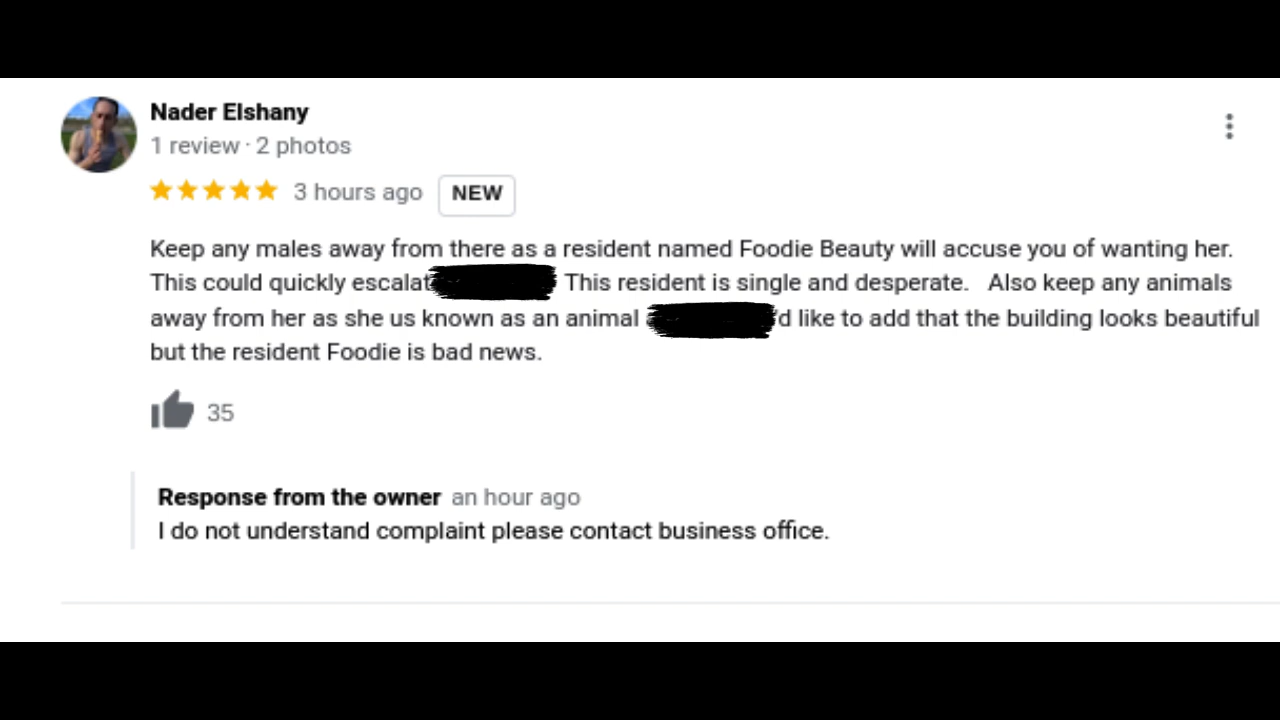 Nader Elshany
1 review · 2 photos
3 hours ago NEW
Keep any males away from there as a resident named Foodie Beauty will accuse you of wanting her.
This could quickly escalat This resident is single and desperate. Also keep any animals
away from her as she us known as an animal 'd like to add that the building looks beautiful
but the resident Foodie is bad news.
35
Response from the owner an hour ago
I do not understand complaint please contact business office.